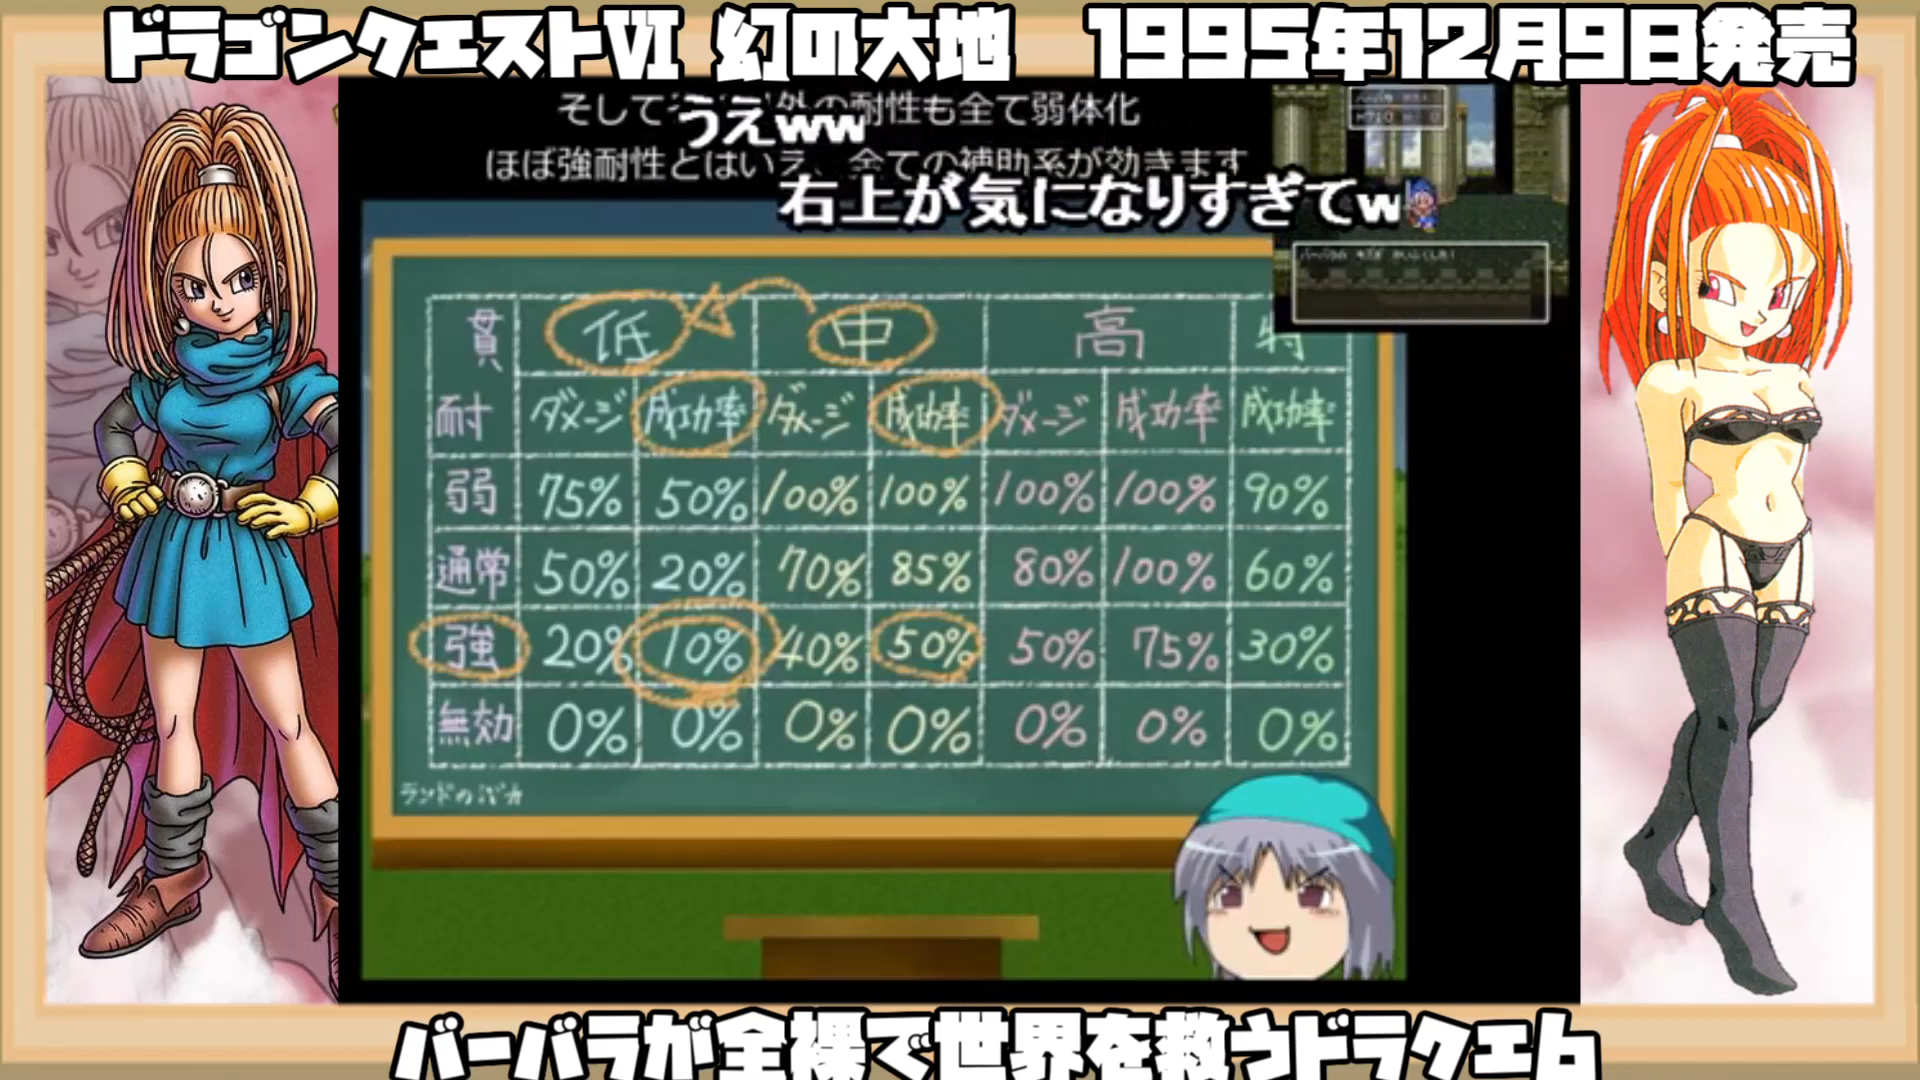 ドラゴンクエストⅥ 幻の大地 1995年12月9日発売
そして 外の耐性も全て弱体化
うえww
ほぼ強耐性とはいえ、全ての補助系が効きます
右上が気になりすぎてw
貫 低 中 高 特
耐 ダメージ 成功率 ダメージ 成功率 ダメージ 成功率 成功率
弱 75% 50% 100% 100% 100% 100% 90%
通常 50% 20% 70% 85% 80% 100% 60%
強 20% 10% 40% 50% 50% 75% 30%
無効 0% 0% 0% 0% 0% 0% 0%
バーバラが全裸で世界を救うドラクエ6